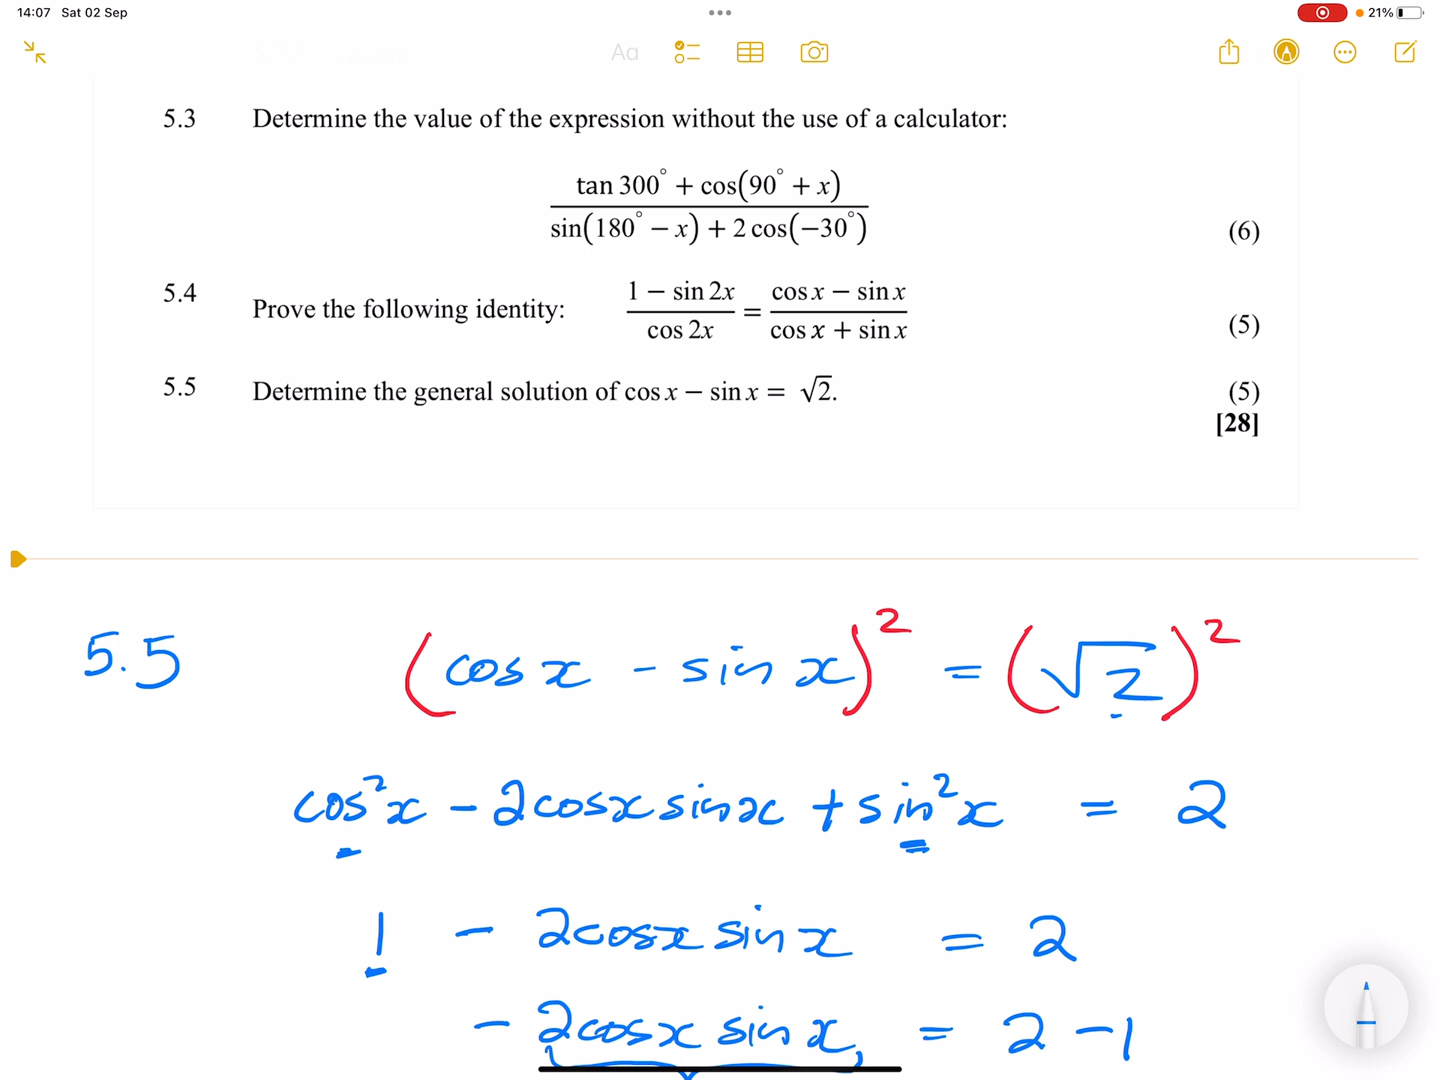 14:07 Sat 02 Sep 21%
Aa
5.3 Determine the value of the expression without the use of a calculator:
tan 300° + cos(90° + x)
sin(180° − x) + 2 cos(−30°) (6)
5.4 Prove the following identity: 1 − sin 2x / cos 2x = cos x − sin x / cos x + sin x (5)
5.5 Determine the general solution of cos x − sin x = √2. (5)
[28]
5.5 (cos x − sin x)² = (√2)²
cos²x − 2cosx sinx + sin²x = 2
1 − 2cosx sinx = 2
− 2cosx sinx = 2 − 1